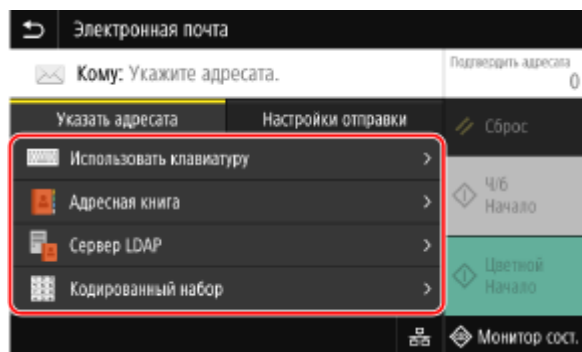 Электронная почта
Кому: Укажите адресата.
Подтвердить адресата
0
Указать адресата
Настройки отправки
Сброс
Использовать клавиатуру
Адресная книга
Сервер LDAP
Кодированный набор
Ч/б
Начало
Цветной
Начало
Монитор сост.